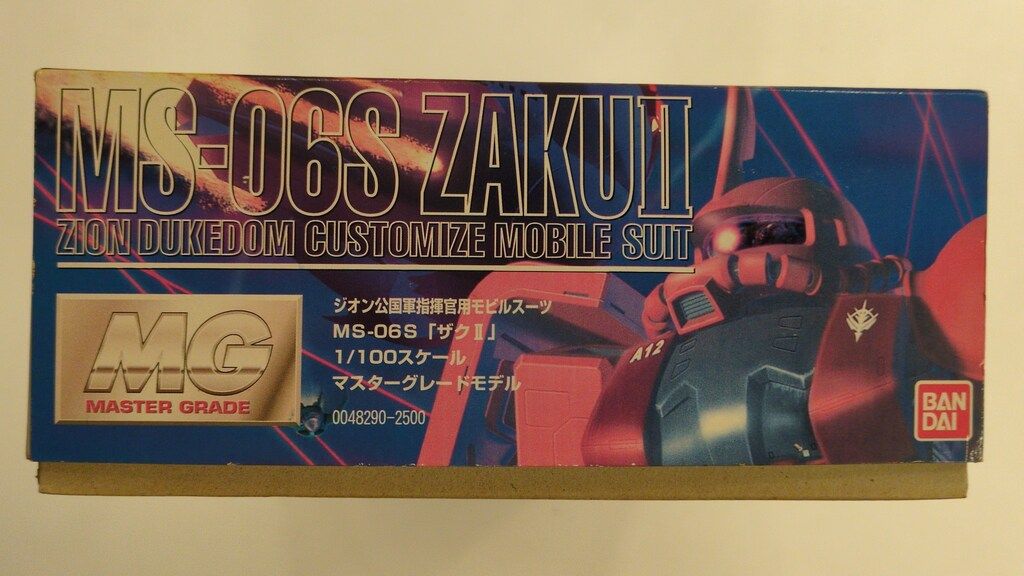 MS-06S ZAKUⅡ
ZION DUKEDOM CUSTOMIZE MOBILE SUIT
MG
MASTER GRADE
ジオン公国軍指揮官用モビルスーツ
MS-06S「ザクⅡ」
1/100スケール
マスターグレードモデル
0048290-2500
A12
BAN
DAI